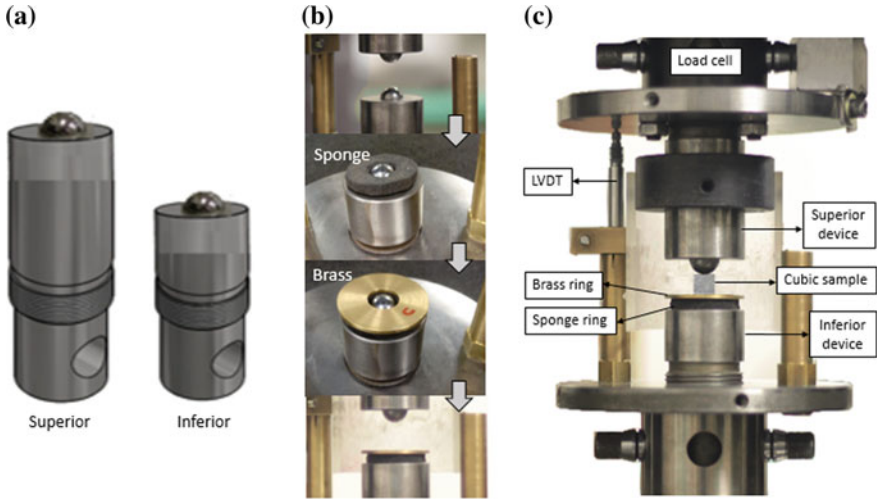 (a)
Superior
Inferior
(b)
Sponge
Brass
(c)
Load cell
LVDT
Superior
device
Brass ring
Cubic sample
Sponge ring
Inferior
device